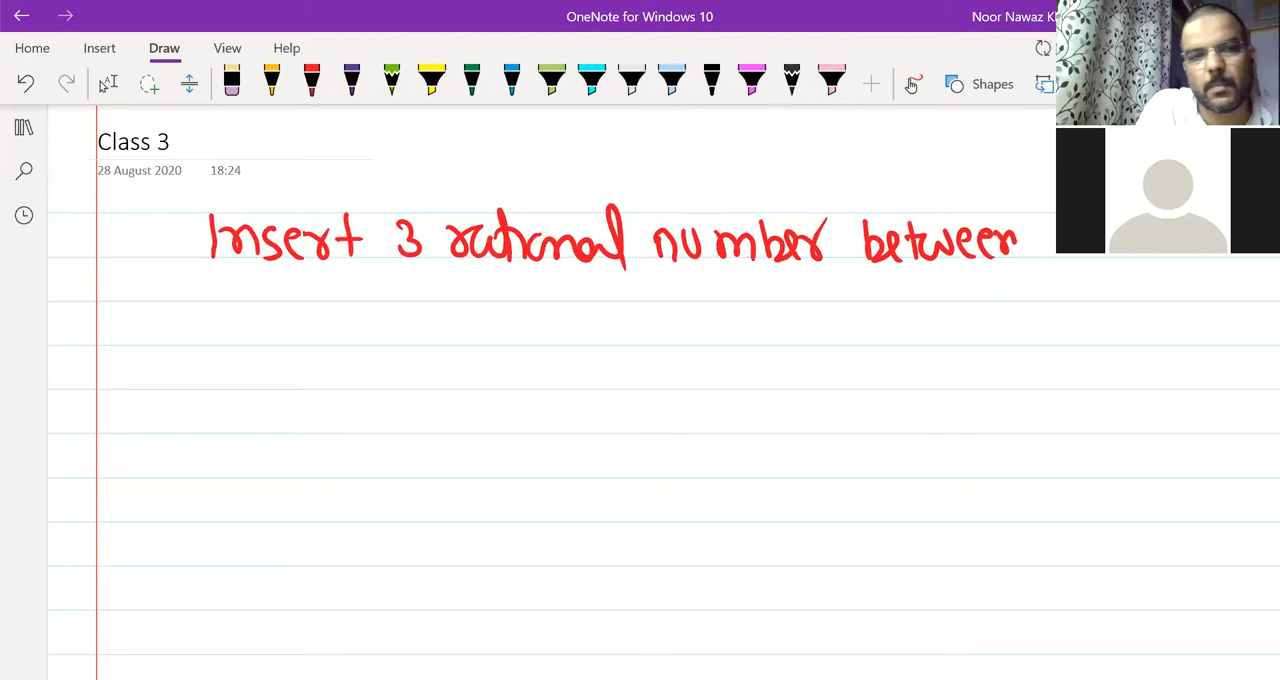 OneNote for Windows 10
Noor Nawaz K
Home Insert Draw View Help
Shapes
Class 3
28 August 2020 18:24
Insert 3 rational number between